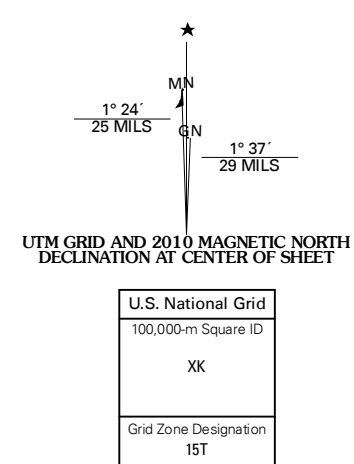 MN
1° 24´
25 MILS
GN
1° 37´
29 MILS
UTM GRID AND 2010 MAGNETIC NORTH
DECLINATION AT CENTER OF SHEET
U.S. National Grid
100,000-m Square ID
XK
Grid Zone Designation
15T